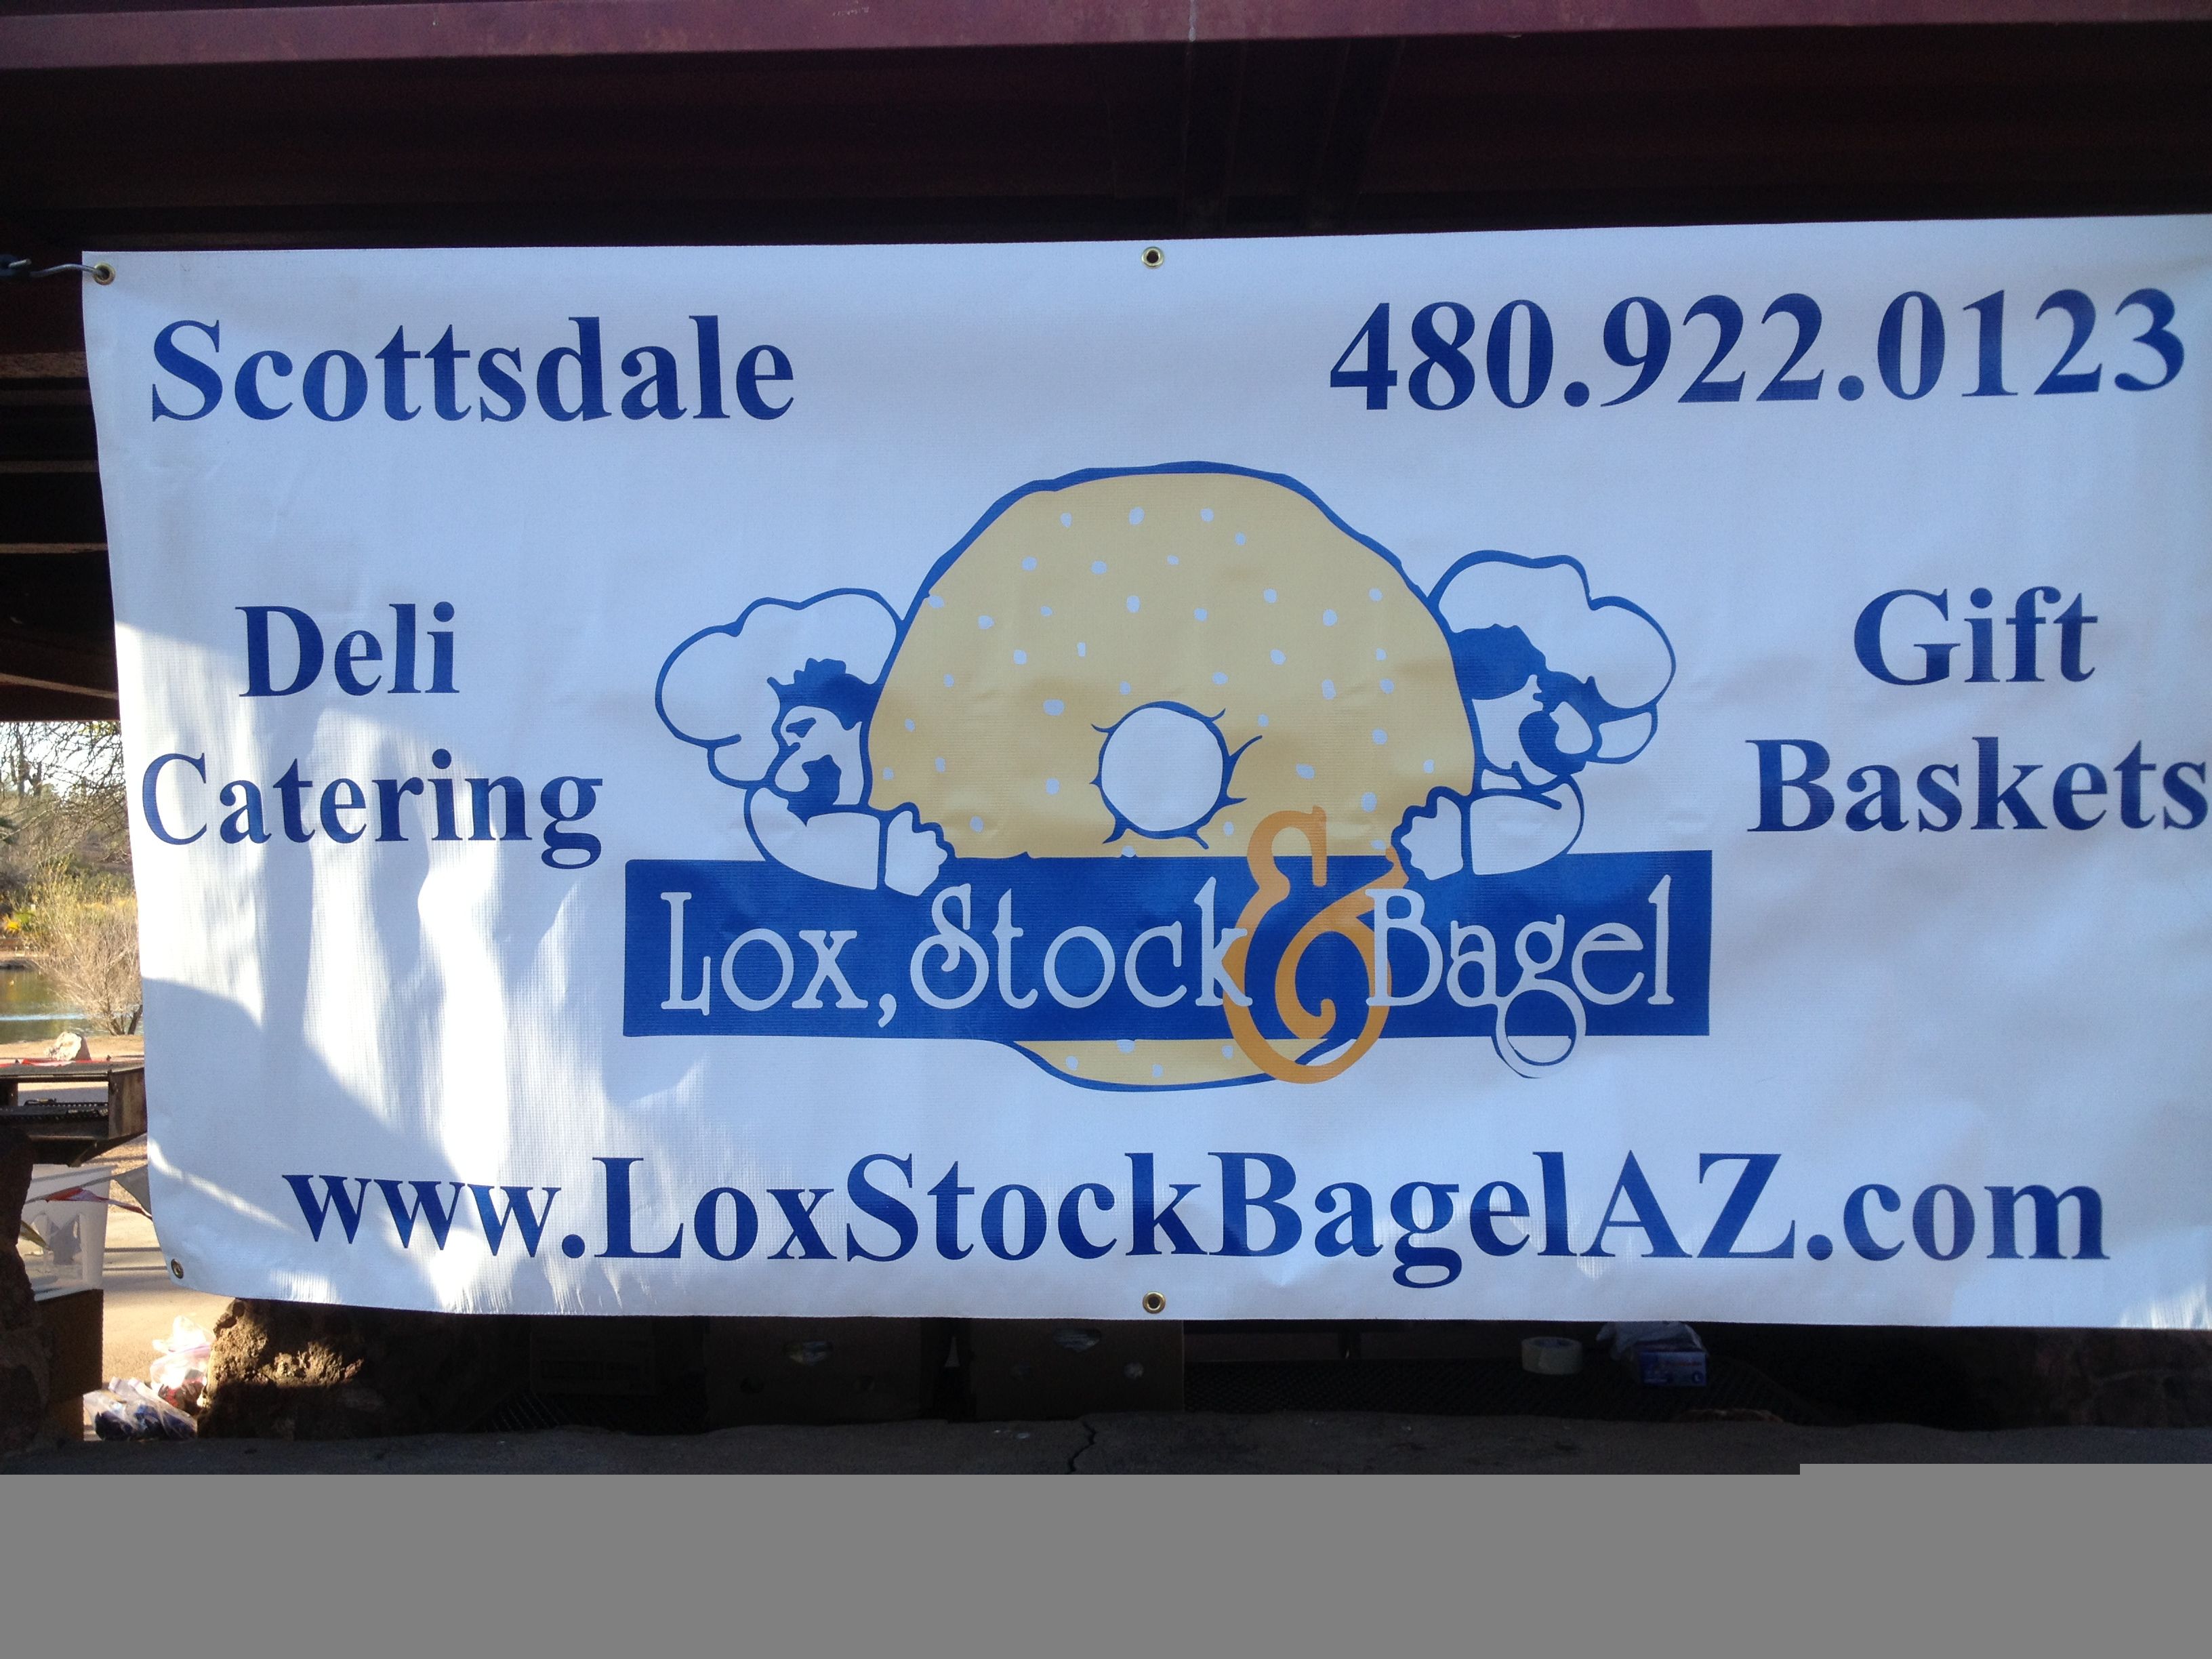 Scottsdale
480.922.0123
Deli
Catering
Gift
Baskets
Lox, Stock & Bagel
www.LoxStockBagelAZ.com